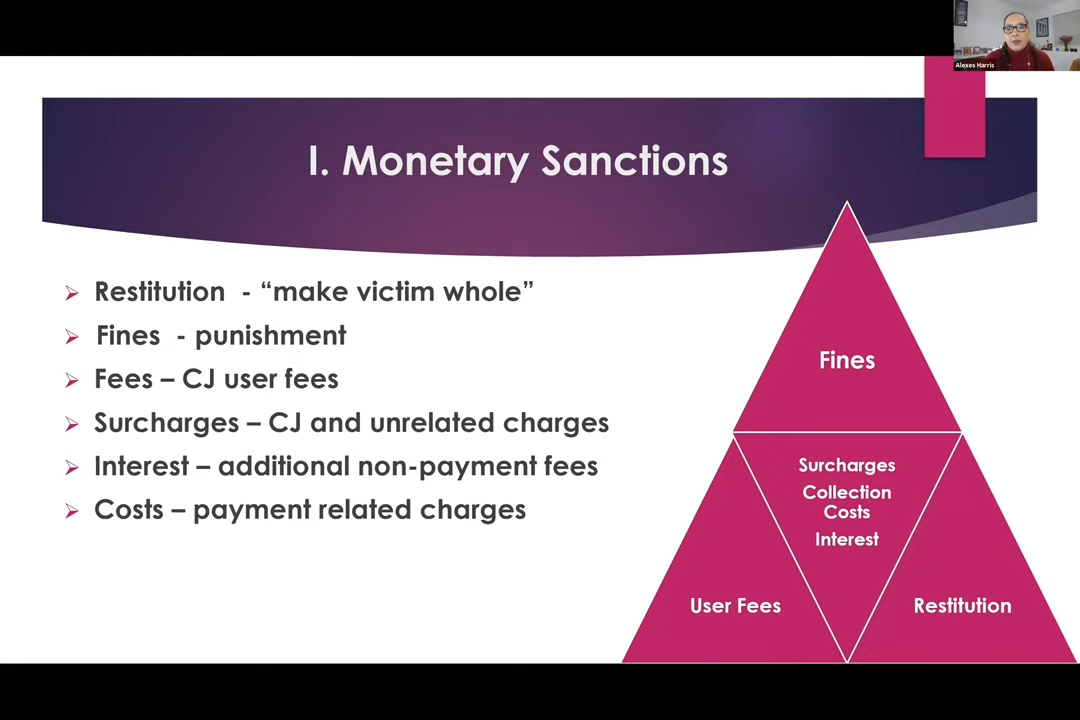 Alexes Harris
I. Monetary Sanctions
Restitution - “make victim whole”
Fines - punishment
Fees – CJ user fees
Surcharges – CJ and unrelated charges
Interest – additional non-payment fees
Costs – payment related charges
Fines
Surcharges
Collection
Costs
Interest
User Fees
Restitution